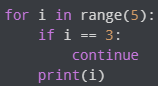 for i in range(5):
    if i == 3:
        continue
    print(i)